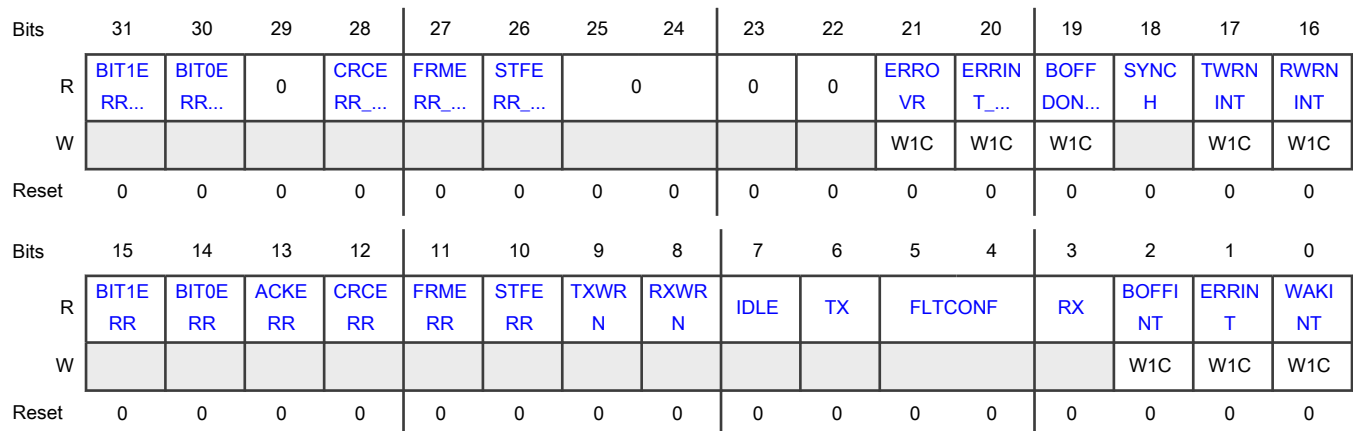 Bits 31 30 29 28 27 26 25 24 23 22 21 20 19 18 17 16
R BIT1E RR... BIT0E RR... 0 CRCE RR_... FRME RR_... STFE RR_... 0 0 0 ERRO VR ERRIN T_... BOFF DON... SYNC H TWRN INT RWRN INT
W W1C W1C W1C W1C W1C
Reset 0 0 0 0 0 0 0 0 0 0 0 0 0 0 0 0
Bits 15 14 13 12 11 10 9 8 7 6 5 4 3 2 1 0
R BIT1E RR BIT0E RR ACKE RR CRCE RR FRME RR STFE RR TXWR N RXWR N IDLE TX FLTCONF RX BOFFI NT ERRIN T WAKI NT
W W1C W1C W1C
Reset 0 0 0 0 0 0 0 0 0 0 0 0 0 0 0 0